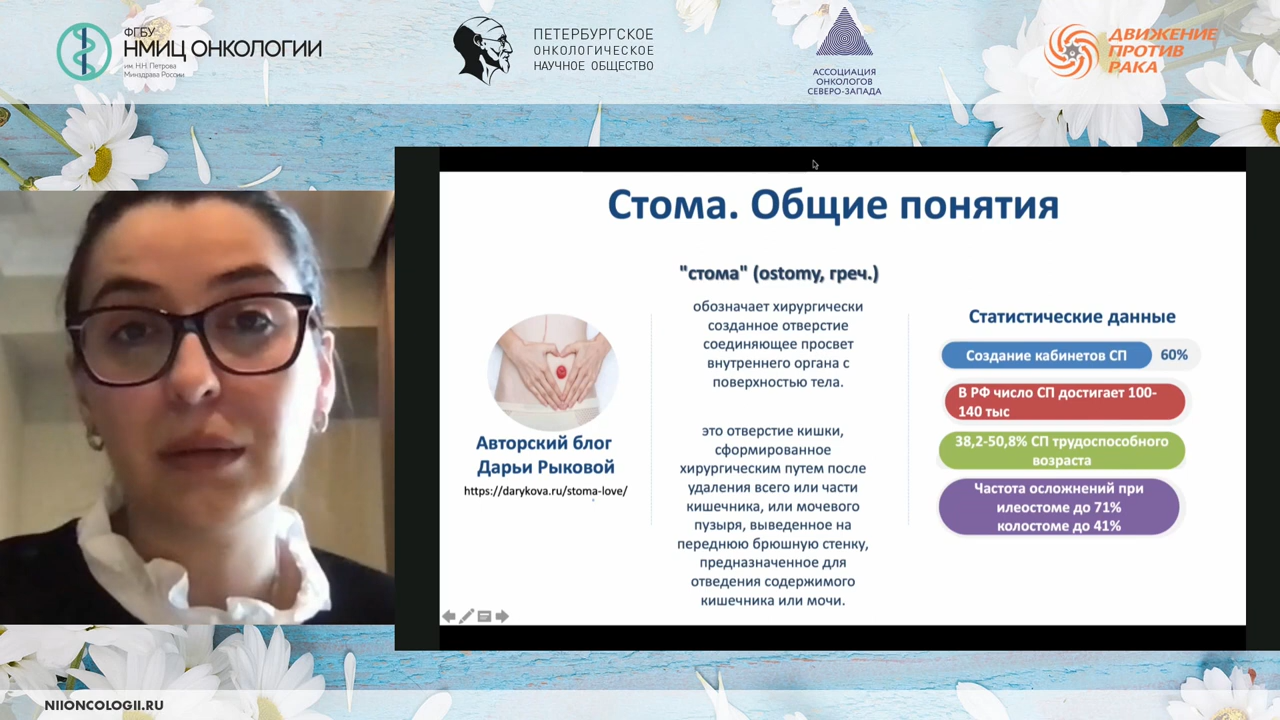 ФГБУ
НМИЦ ОНКОЛОГИИ
им. Н.Н. Петрова
Минздрава России
ПЕТЕРБУРГСКОЕ
ОНКОЛОГИЧЕСКОЕ
НАУЧНОЕ ОБЩЕСТВО
АССОЦИАЦИЯ
ОНКОЛОГОВ
СЕВЕРО-ЗАПАДА
ДВИЖЕНИЕ
ПРОТИВ
РАКА
Стома. Общие понятия
Авторский блог
Дарьи Рыковой
https://darykova.ru/stoma-love/
"стома" (ostomy, греч.)
обозначает хирургически
созданное отверстие
соединяющее просвет
внутреннего органа с
поверхностью тела.
это отверстие кишки,
сформированное
хирургическим путем после
удаления всего или части
кишечника, или мочевого
пузыря, выведенное на
переднюю брюшную стенку,
предназначенное для
отведения содержимого
кишечника или мочи.
Статистические данные
Создание кабинетов СП 60%
В РФ число СП достигает 100-
140 тыс
38,2-50,8% СП трудоспособного
возраста
Частота осложнений при
илеостоме до 71%
колостоме до 41%
NIIONCOLOGII.RU